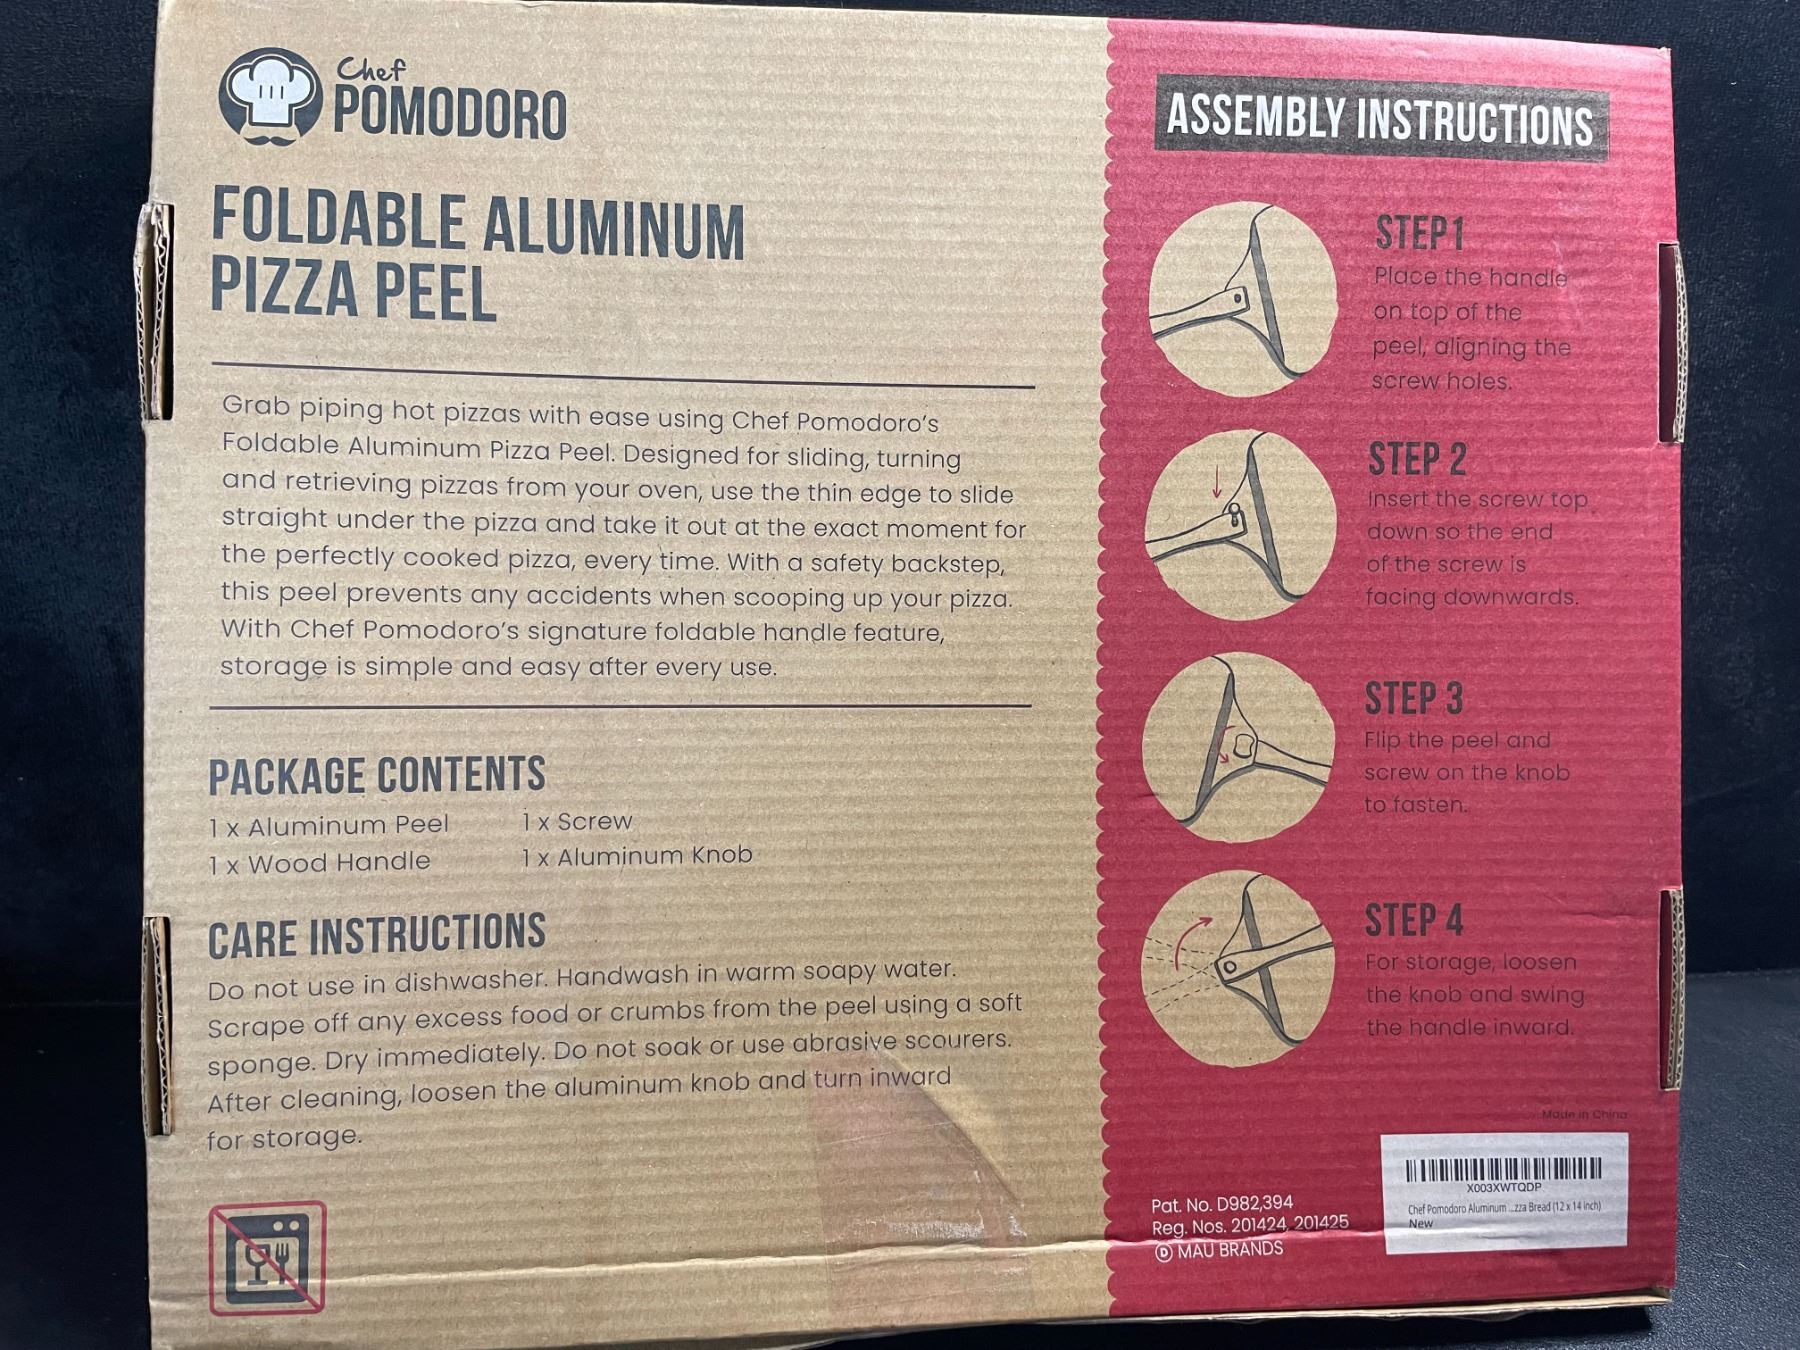 Chef
POMODORO
FOLDABLE ALUMINUM
PIZZA PEEL
Grab piping hot pizzas with ease using Chef Pomodoro's
Foldable Aluminum Pizza Peel. Designed for sliding, turning
and retrieving pizzas from your oven, use the thin edge to slide
straight under the pizza and take it out at the exact moment for
the perfectly cooked pizza, every time. With a safety backstep,
this peel prevents any accidents when scooping up your pizza.
With Chef Pomodoro's signature foldable handle feature,
storage is simple and easy after every use.
PACKAGE CONTENTS
1 x Aluminum Peel
1 x Wood Handle
1 x Screw
1 x Aluminum Knob
CARE INSTRUCTIONS
Do not use in dishwasher. Handwash in warm soapy water.
Scrape off any excess food or crumbs from the peel using a soft
sponge. Dry immediately. Do not soak or use abrasive scourers.
After cleaning, loosen the aluminum knob and turn inward
for storage.
ASSEMBLY INSTRUCTIONS
STEP1
Place the handle
on top of the
peel, aligning the
screw holes.
STEP 2
Insert the screw top
down so the end
of the screw is
facing downwards.
STEP 3
Flip the peel and
screw on the knob
to fasten.
STEP 4
For storage, loosen
the knob and swing
the handle inward.
Made in China
Pat. No. D982,394
Reg. Nos. 201424, 201425
Ⓓ MAU BRANDS
X003XWTQDP
Chef Pomodoro Aluminum ...zza Bread (12 x 14 inch)
New